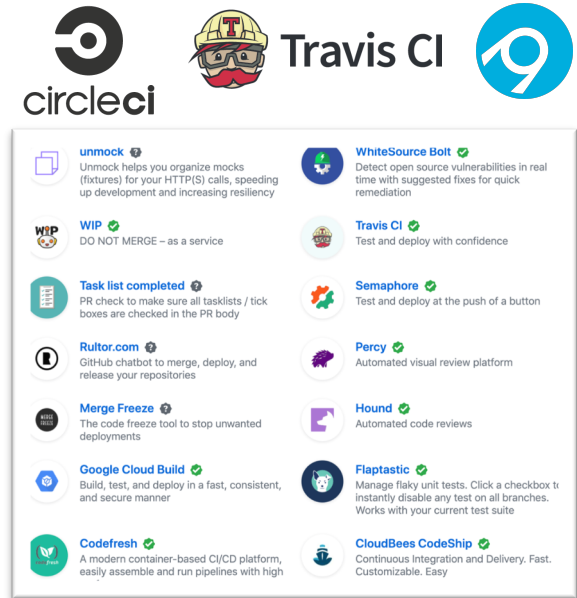 circleci
Travis CI
unmock
Unmock helps you organize mocks
(fixtures) for your HTTP(S) calls, speeding
up development and increasing resiliency
WhiteSource Bolt
Detect open source vulnerabilities in real
time with suggested fixes for quick
remediation
WIP
WIP
DO NOT MERGE – as a service
Travis CI
Test and deploy with confidence
Task list completed
PR check to make sure all tasklists / tick
boxes are checked in the PR body
Semaphore
Test and deploy at the push of a button
R
Rultor.com
GitHub chatbot to merge, deploy, and
release your repositories
Percy
Automated visual review platform
MERGE
FREEZE
Merge Freeze
The code freeze tool to stop unwanted
deployments
Hound
Automated code reviews
Google Cloud Build
Build, test, and deploy in a fast, consistent,
and secure manner
Flaptastic
Manage flaky unit tests. Click a checkbox to
instantly disable any test on all branches.
Works with your current test suite
Codefresh
A modern container-based CI/CD platform,
easily assemble and run pipelines with high
CloudBees CodeShip
Continuous Integration and Delivery. Fast.
Customizable. Easy